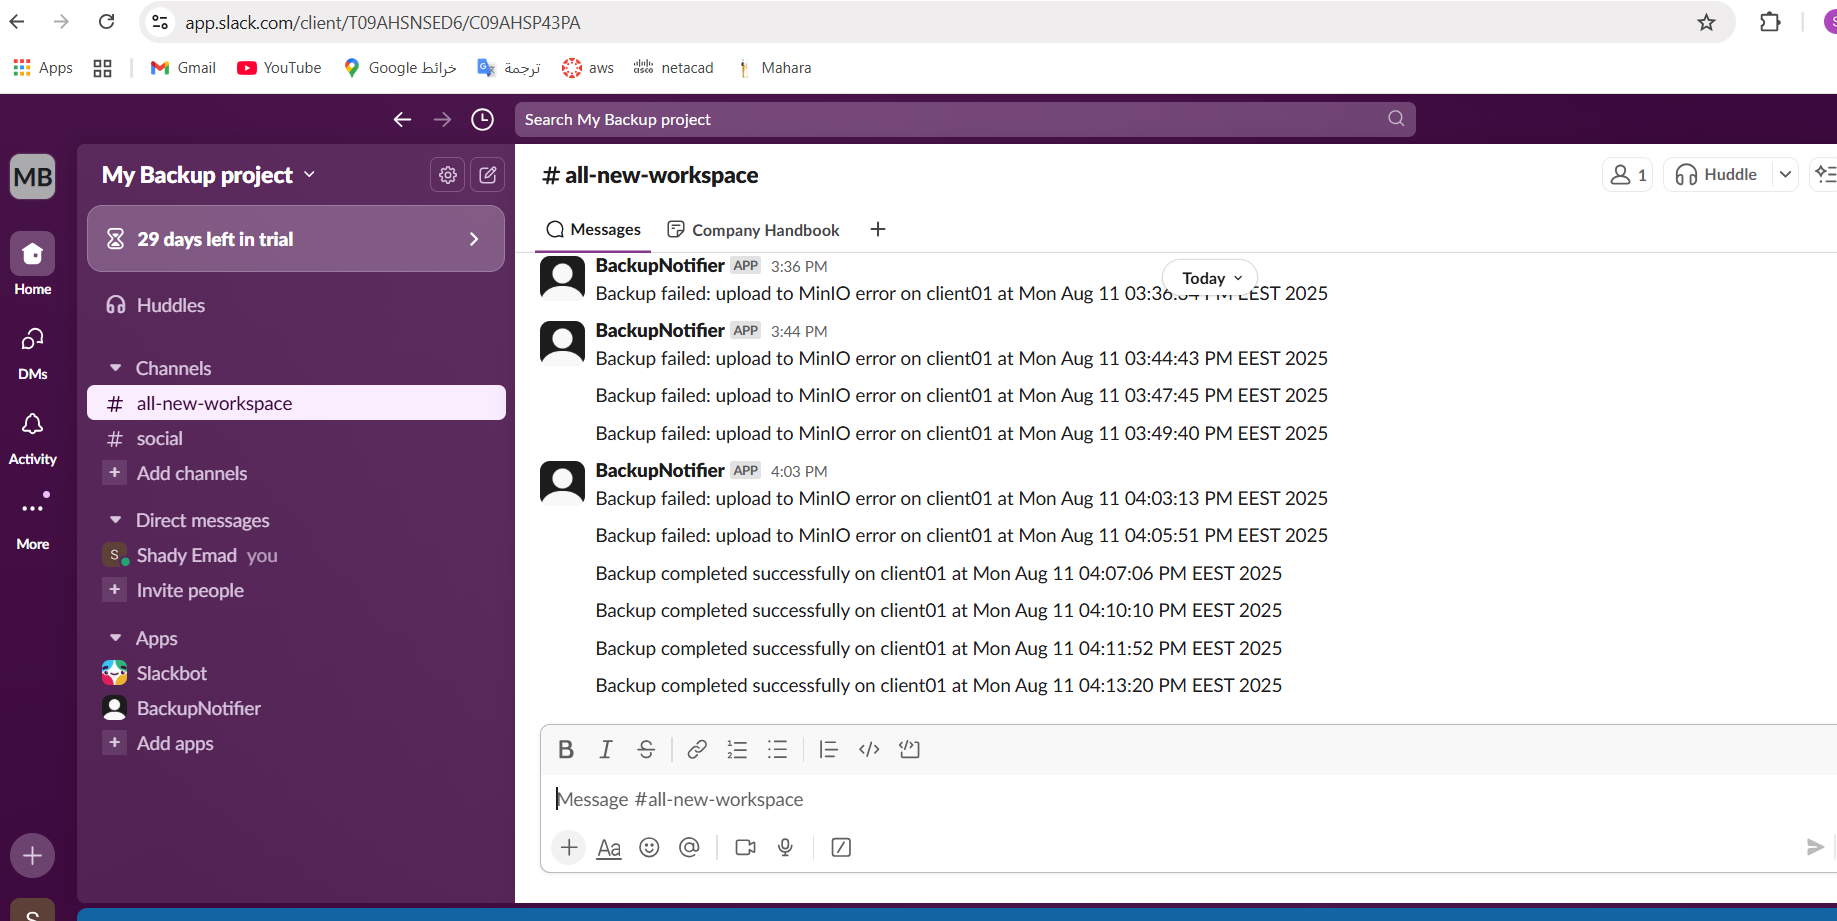 app.slack.com/client/T09AHSNSED6/C09AHSP43PA
S
Apps
Gmail
YouTube
خرائط Google
ترجمة
aws
netacad
Mahara
Search My Backup project
MB
My Backup project
29 days left in trial
Home
Huddles
DMs
Channels
# all-new-workspace
# social
+ Add channels
Activity
Direct messages
S Shady Emad you
+ Invite people
More
Apps
Slackbot
BackupNotifier
+ Add apps
S
# all-new-workspace
1
Huddle
Messages
Company Handbook
+
Today
BackupNotifier APP 3:36 PM
Backup failed: upload to MinIO error on client01 at Mon Aug 11 03:36: PM EEST 2025
BackupNotifier APP 3:44 PM
Backup failed: upload to MinIO error on client01 at Mon Aug 11 03:44:43 PM EEST 2025
Backup failed: upload to MinIO error on client01 at Mon Aug 11 03:47:45 PM EEST 2025
Backup failed: upload to MinIO error on client01 at Mon Aug 11 03:49:40 PM EEST 2025
BackupNotifier APP 4:03 PM
Backup failed: upload to MinIO error on client01 at Mon Aug 11 04:03:13 PM EEST 2025
Backup failed: upload to MinIO error on client01 at Mon Aug 11 04:05:51 PM EEST 2025
Backup completed successfully on client01 at Mon Aug 11 04:07:06 PM EEST 2025
Backup completed successfully on client01 at Mon Aug 11 04:10:10 PM EEST 2025
Backup completed successfully on client01 at Mon Aug 11 04:11:52 PM EEST 2025
Backup completed successfully on client01 at Mon Aug 11 04:13:20 PM EEST 2025
B I S
Message #all-new-workspace
+ Aa @